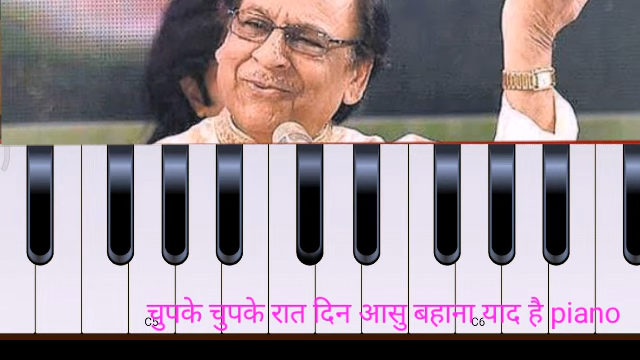 चुपके चुपके रात दिन आसु बहाना याद है piano
C5 C6